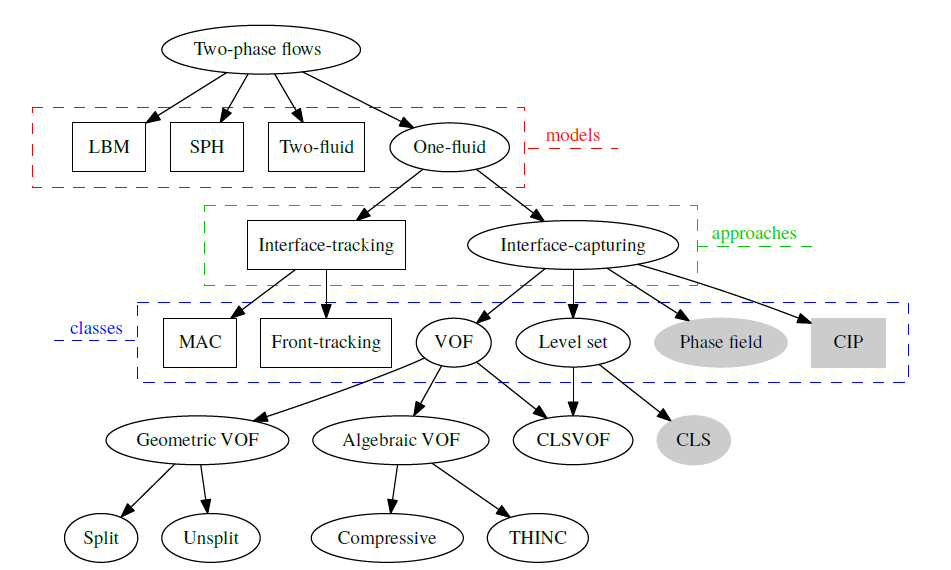 Two-phase flows
models
LBM
SPH
Two-fluid
One-fluid
approaches
Interface-tracking
Interface-capturing
classes
MAC
Front-tracking
VOF
Level set
Phase field
CIP
Geometric VOF
Algebraic VOF
CLSVOF
CLS
Split
Unsplit
Compressive
THINC